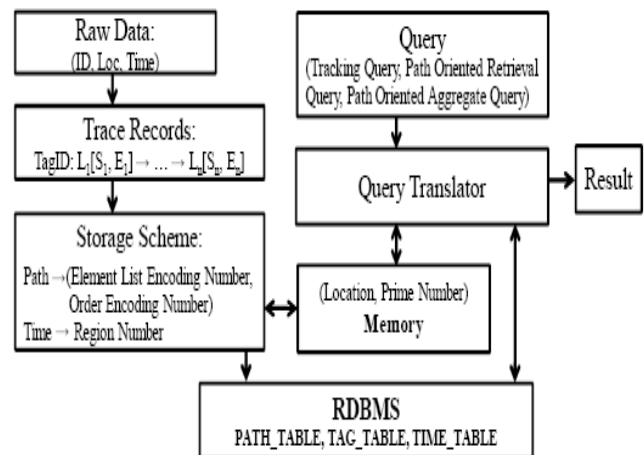 Raw Data:
(ID, Loc, Time)
Trace Records:
TagID: L₁[S₁, E₁] → … → Lₙ[Sₙ, Eₙ]
Storage Scheme:
Path →(Element List Encoding Number,
Order Encoding Number)
Time → Region Number
Query
(Tracking Query, Path Oriented Retrieval
Query, Path Oriented Aggregate Query)
Query Translator
Result
(Location, Prime Number)
Memory
RDBMS
PATH_TABLE, TAG_TABLE, TIME_TABLE